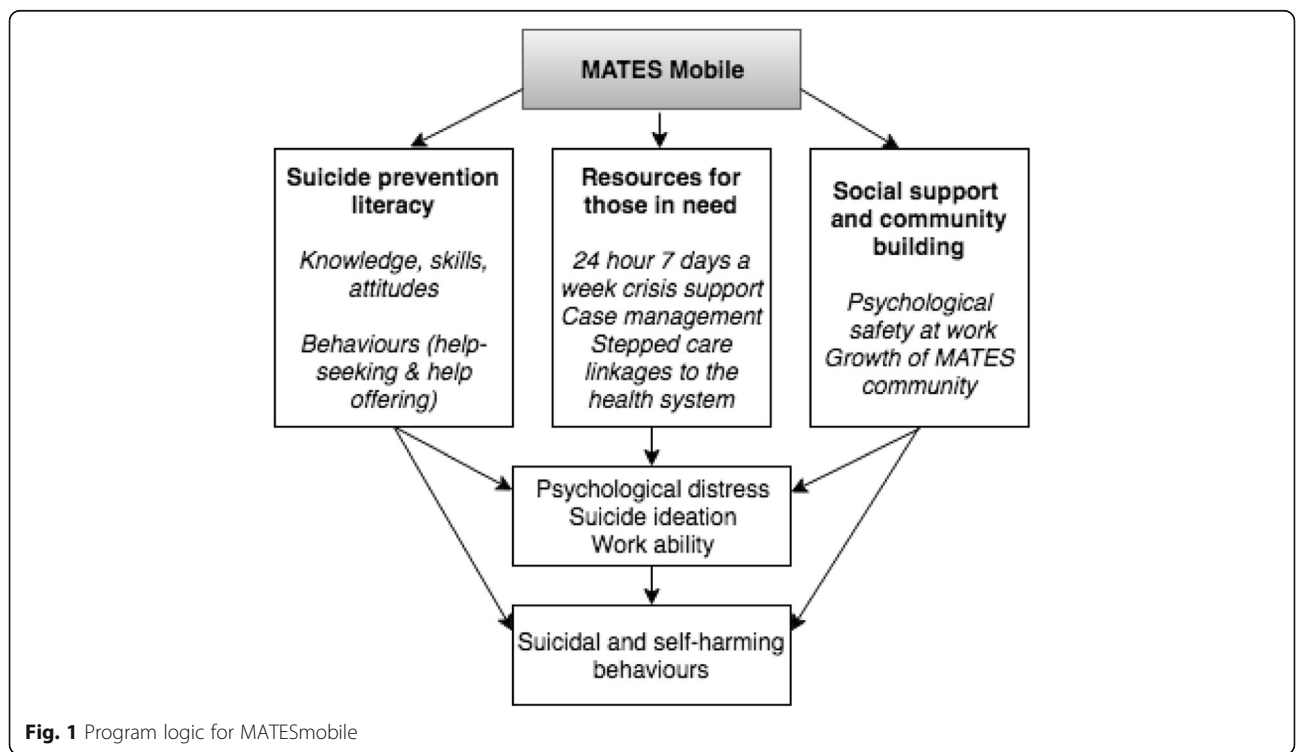 MATES Mobile
Suicide prevention
literacy
Knowledge, skills,
attitudes
Behaviours (help-
seeking & help
offering)
Resources for
those in need
24 hour 7 days a
week crisis support
Case management
Stepped care
linkages to the
health system
Social support
and community
building
Psychological
safety at work
Growth of MATES
community
Psychological distress
Suicide ideation
Work ability
Suicidal and self-harming
behaviours
Fig. 1 Program logic for MATESmobile